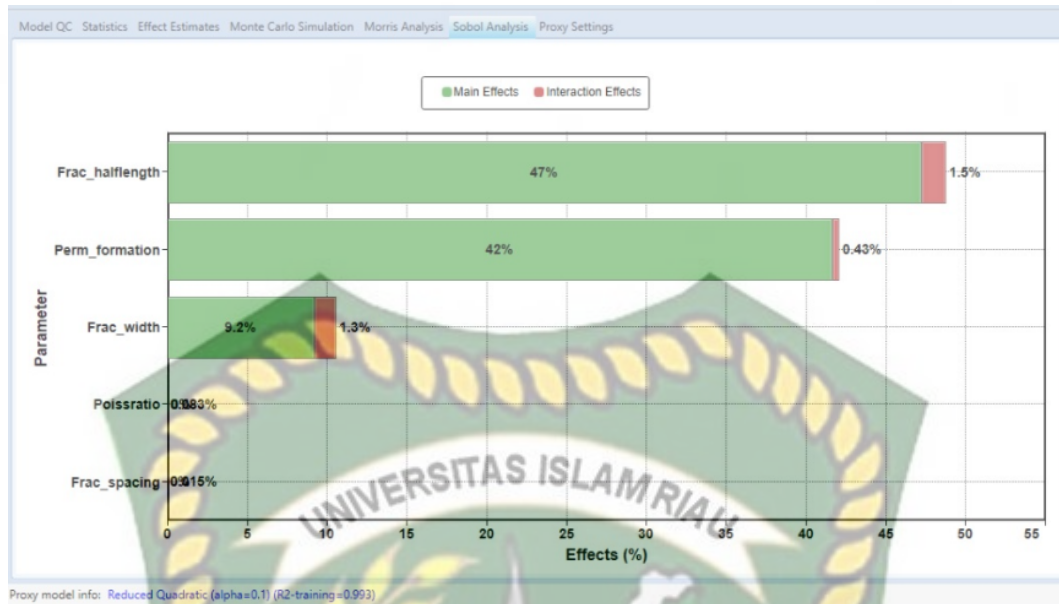 Model QC Statistics Effect Estimates Monte Carlo Simulation Morris Analysis Sobol Analysis Proxy Settings
Main Effects Interaction Effects
Frac_halflength 47% 1.5%
Perm_formation 42% 0.43%
Frac_width 9.2% 1.3%
Poissratio
Frac_spacing
Parameter
0 5 10 15 20 25 30 35 40 45 50 55
Effects (%)
UNIVERSITAS ISLAM RIAU
Proxy model info: Reduced Quadratic (alpha=0.1) (R2-training=0.993)